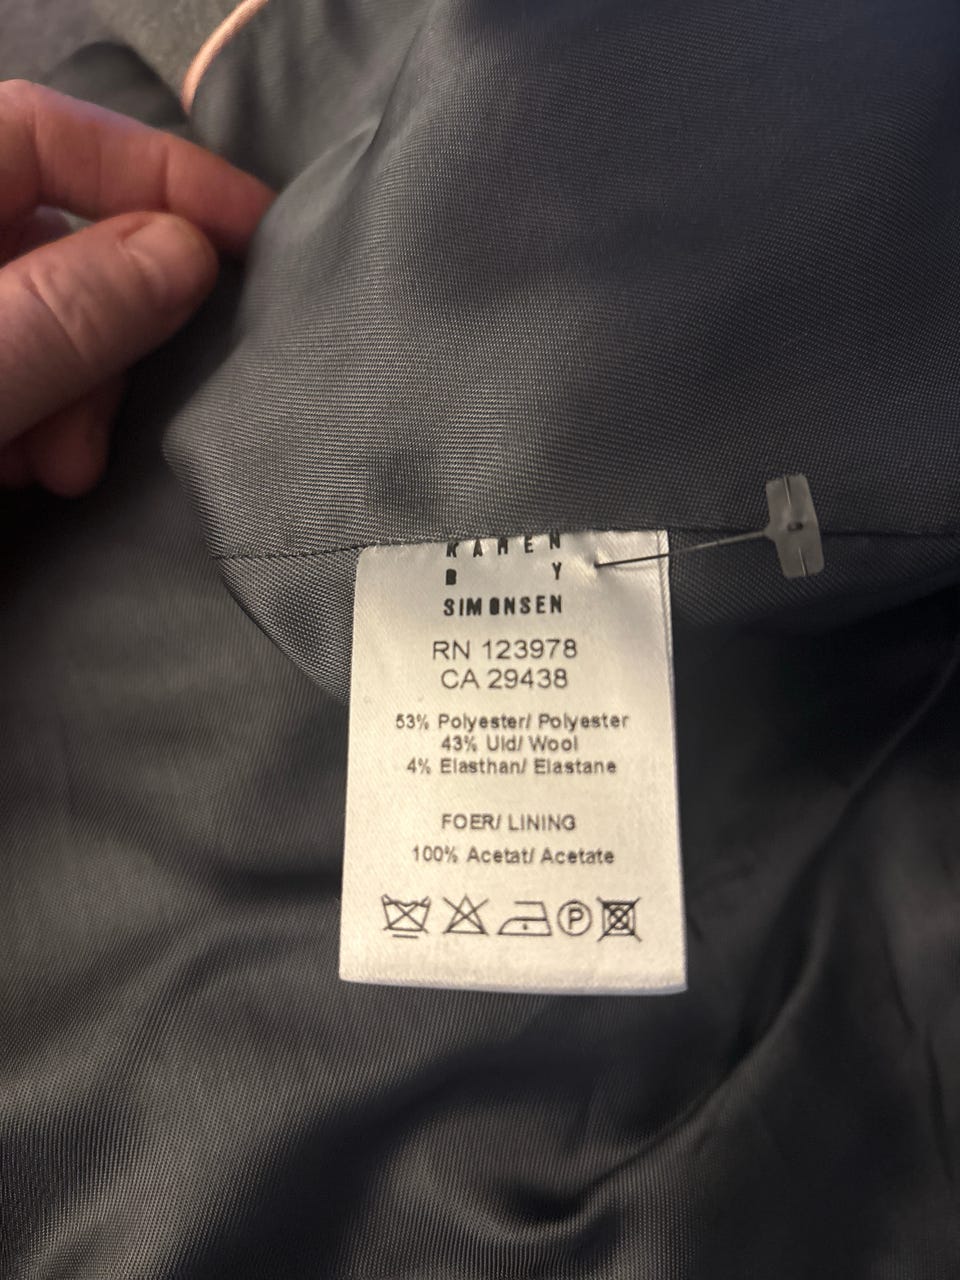 KAREN
B Y
SIMONSEN
RN 123978
CA 29438
53% Polyester/ Polyester
43% Uld/ Wool
4% Elasthan/ Elastane
FOER/ LINING
100% Acetat/ Acetate
P